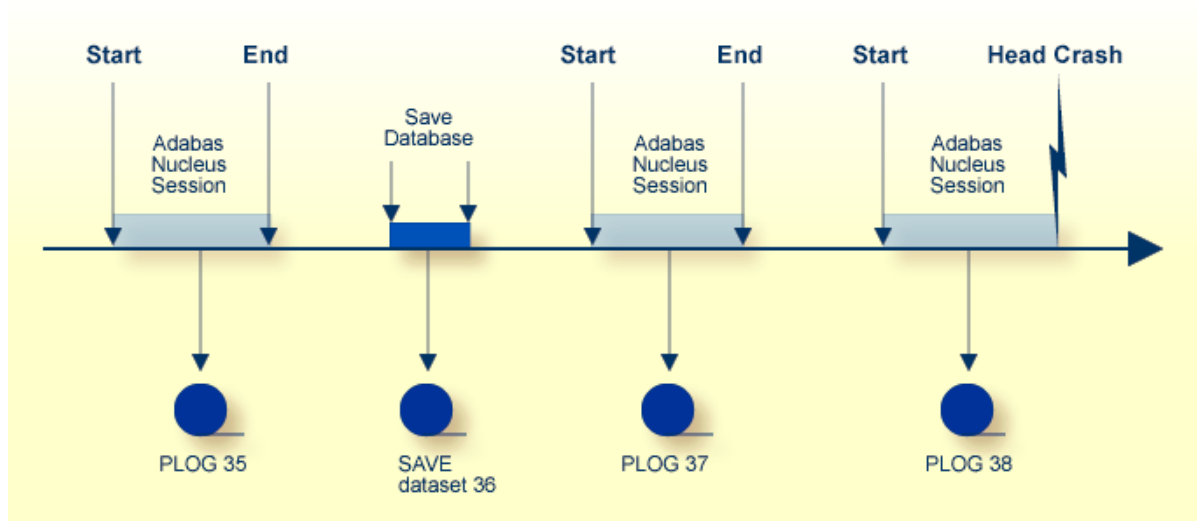 Start
End
Start
End
Start
Head Crash
Adabas
Nucleus
Session
Save
Database
Adabas
Nucleus
Session
Adabas
Nucleus
Session
PLOG 35
SAVE
dataset 36
PLOG 37
PLOG 38